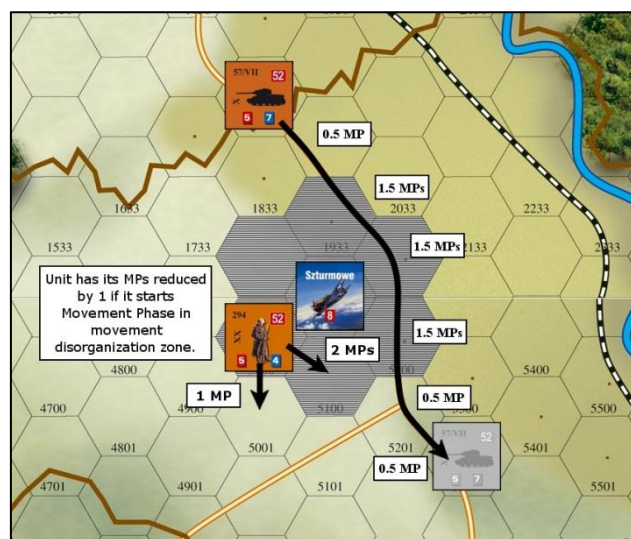 57/VII
52
X
5 7
0.5 MP
1.5 MPs
1633
1833
2033
2233
1.5 MPs
1533
1733
1933
2133
Unit has its MPs reduced
by 1 if it starts
Movement Phase in
movement
disorganization zone.
Szturmowe
8
294
52
XX
5 4
1.5 MPs
2 MPs
1 MP
4800
5400
0.5 MP
4700
4900
5100
5500
57/VII
52
4801
5001
5201
5401
0.5 MP
5 7
4701
4901
5101
5501